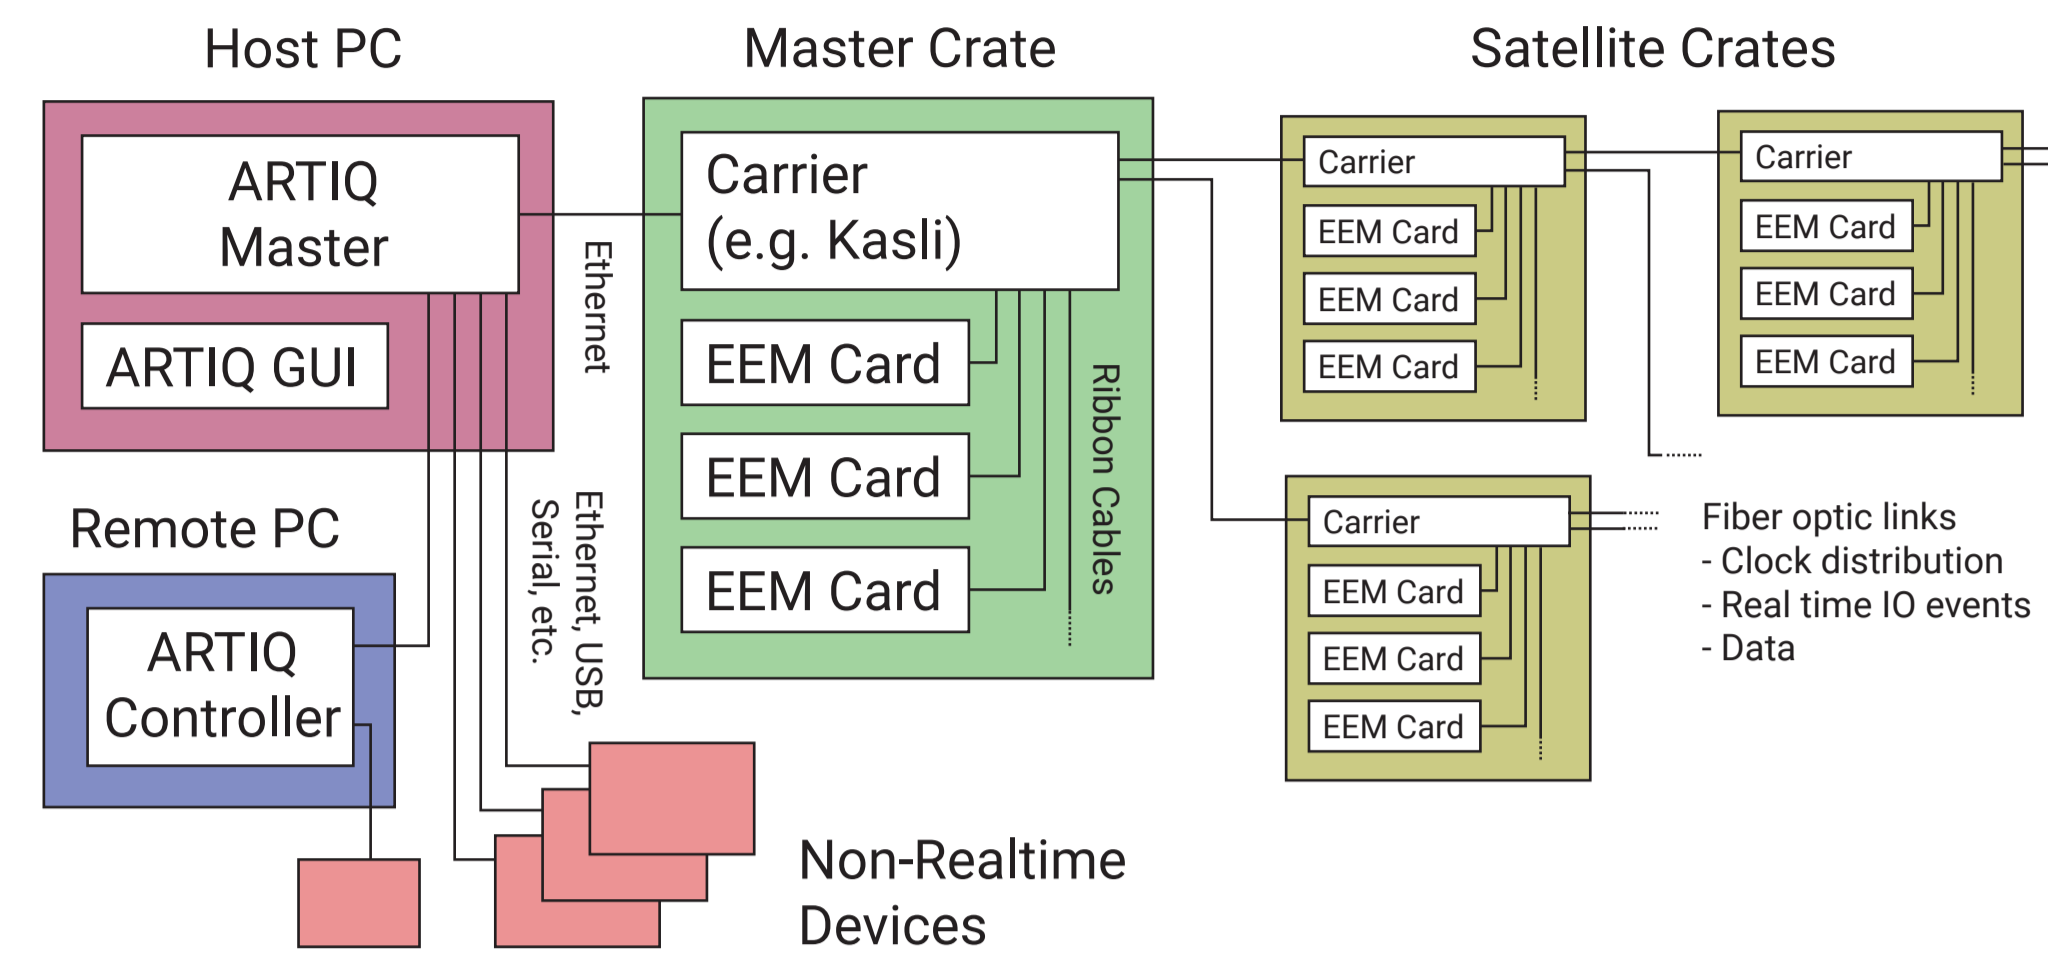 Host PC
ARTIQ
Master
ARTIQ GUI
Ethernet
Remote PC
ARTIQ
Controller
Ethernet, USB,
Serial, etc.
Non-Realtime
Devices
Master Crate
Carrier
(e.g. Kasli)
EEM Card
EEM Card
EEM Card
Ribbon Cables
Satellite Crates
Carrier
EEM Card
EEM Card
EEM Card
Carrier
EEM Card
EEM Card
EEM Card
Carrier
EEM Card
EEM Card
EEM Card
Fiber optic links
- Clock distribution
- Real time IO events
- Data